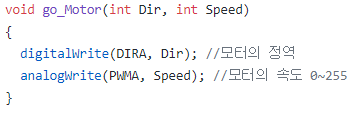 void go_Motor(int Dir, int Speed)
{
  digitalWrite(DIRA, Dir); //모터의 정역
  analogWrite(PWMA, Speed); //모터의 속도 0~255
}